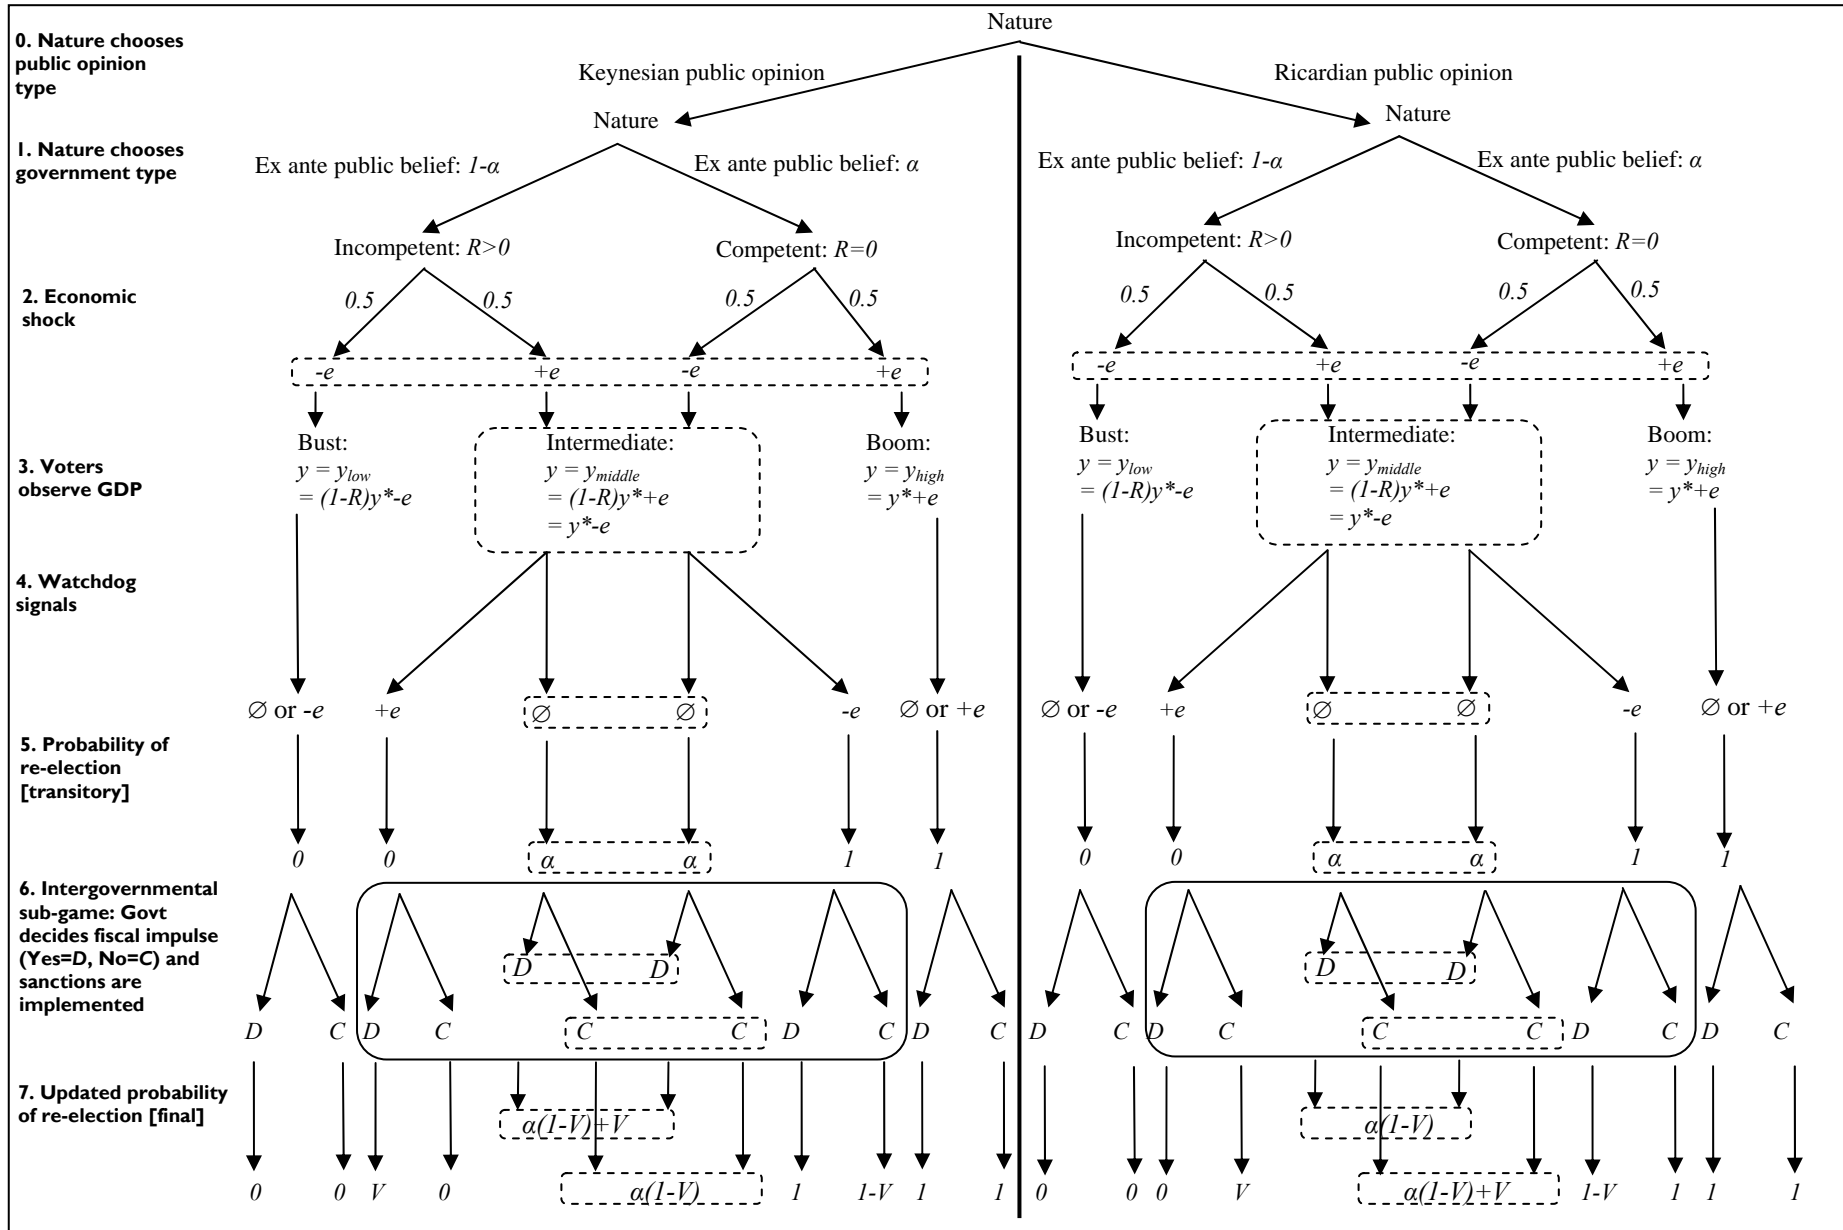 Nature
0. Nature chooses
public opinion
type
Keynesian public opinion
Ricardian public opinion
Nature
Nature
1. Nature chooses
government type
Ex ante public belief: 1-α
Ex ante public belief: α
Ex ante public belief: 1-α
Ex ante public belief: α
Incompetent: R>0
Competent: R=0
Incompetent: R>0
Competent: R=0
2. Economic
shock
0.5 0.5 0.5 0.5
0.5 0.5 0.5 0.5
-e +e -e +e
-e +e -e +e
3. Voters
observe GDP
Bust:
y = ylow
= (1-R)y*-e
Intermediate:
y = ymiddle
= (1-R)y*+e
= y*-e
Boom:
y = yhigh
= y*+e
Bust:
y = ylow
= (1-R)y*-e
Intermediate:
y = ymiddle
= (1-R)y*+e
= y*-e
Boom:
y = yhigh
= y*+e
4. Watchdog
signals
∅ or -e +e ∅ ∅ -e ∅ or +e
∅ or -e +e ∅ ∅ -e ∅ or +e
5. Probability of
re-election
[transitory]
0 0 α α 1 1
0 0 α α 1 1
6. Intergovernmental
sub-game: Govt
decides fiscal impulse
(Yes=D, No=C) and
sanctions are
implemented
D D
D D
D C D C C C D C D C
D C D C C C D C D C
7. Updated probability
of re-election [final]
α(1-V)+V
α(1-V)
0 0 V 0 α(1-V) 1 1-V 1 1
0 0 0 V α(1-V)+V 1-V 1 1 1